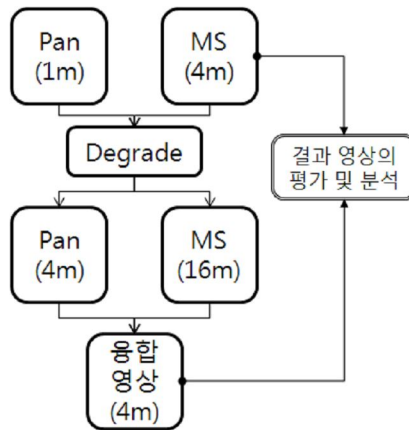 Pan
(1m)
MS
(4m)
Degrade
결과 영상의
평가 및 분석
Pan
(4m)
MS
(16m)
융합
영상
(4m)